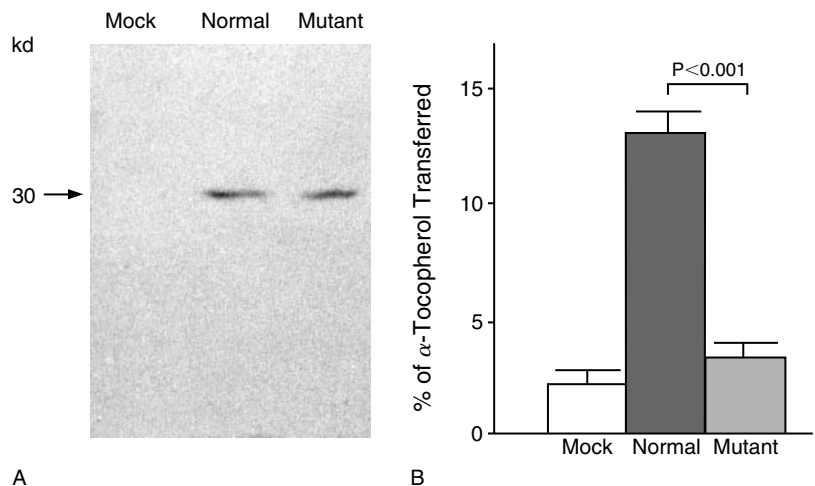 Mock Normal Mutant
kd
30
A
% of α-Tocopherol Transferred
15
10
5
0
P<0.001
Mock Normal Mutant
B